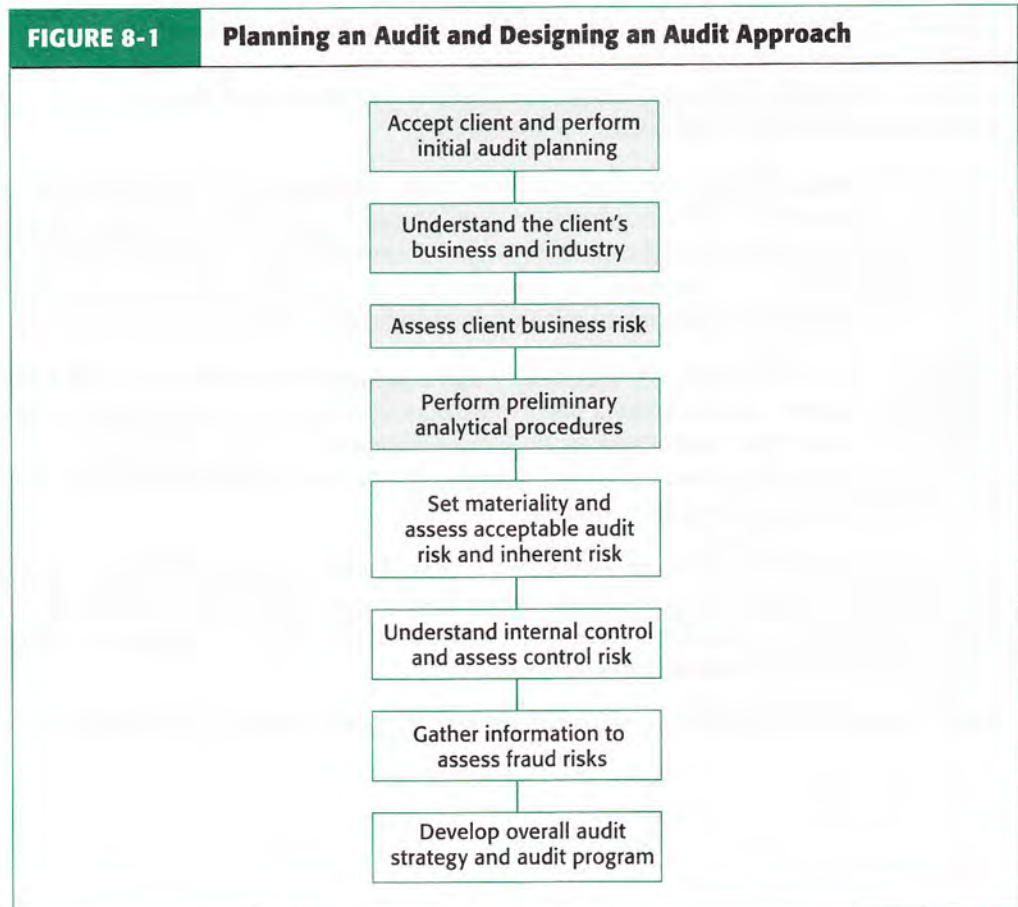 FIGURE 8-1 Planning an Audit and Designing an Audit Approach
Accept client and perform
initial audit planning
Understand the client's
business and industry
Assess client business risk
Perform preliminary
analytical procedures
Set materiality and
assess acceptable audit
risk and inherent risk
Understand internal control
and assess control risk
Gather information to
assess fraud risks
Develop overall audit
strategy and audit program